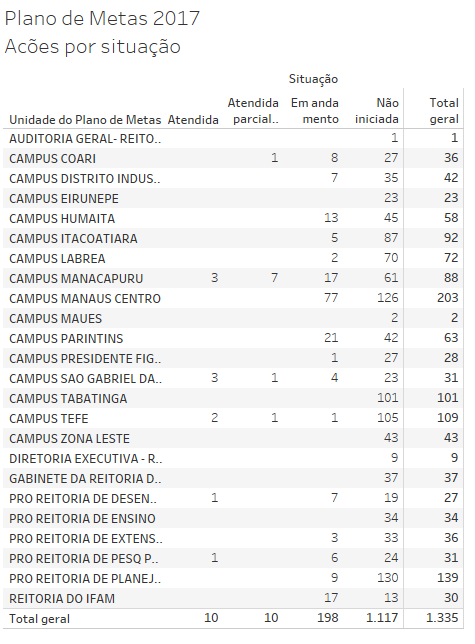 Plano de Metas 2017
Acões por situação
Situação
Unidade do Plano de Metas Atendida Atendida parcial.. Em anda mento Não iniciada Total geral
AUDITORIA GERAL- REITO.. 1 1
CAMPUS COARI 1 8 27 36
CAMPUS DISTRITO INDUS.. 7 35 42
CAMPUS EIRUNEPE 23 23
CAMPUS HUMAITA 13 45 58
CAMPUS ITACOATIARA 5 87 92
CAMPUS LABREA 2 70 72
CAMPUS MANACAPURU 3 7 17 61 88
CAMPUS MANAUS CENTRO 77 126 203
CAMPUS MAUES 2 2
CAMPUS PARINTINS 21 42 63
CAMPUS PRESIDENTE FIG.. 1 27 28
CAMPUS SAO GABRIEL DA.. 3 1 4 23 31
CAMPUS TABATINGA 101 101
CAMPUS TEFE 2 1 1 105 109
CAMPUS ZONA LESTE 43 43
DIRETORIA EXECUTIVA - R.. 9 9
GABINETE DA REITORIA D.. 37 37
PRO REITORIA DE DESEN.. 1 7 19 27
PRO REITORIA DE ENSINO 34 34
PRO REITORIA DE EXTENS.. 3 33 36
PRO REITORIA DE PESQ P.. 1 6 24 31
PRO REITORIA DE PLANEJ.. 9 130 139
REITORIA DO IFAM 17 13 30
Total geral 10 10 198 1.117 1.335